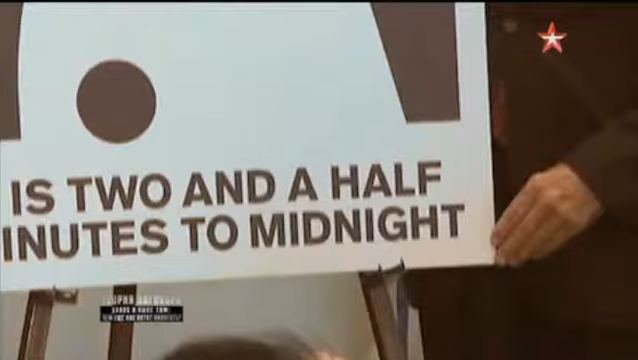 IS TWO AND A HALF
INUTES TO MIDNIGHT